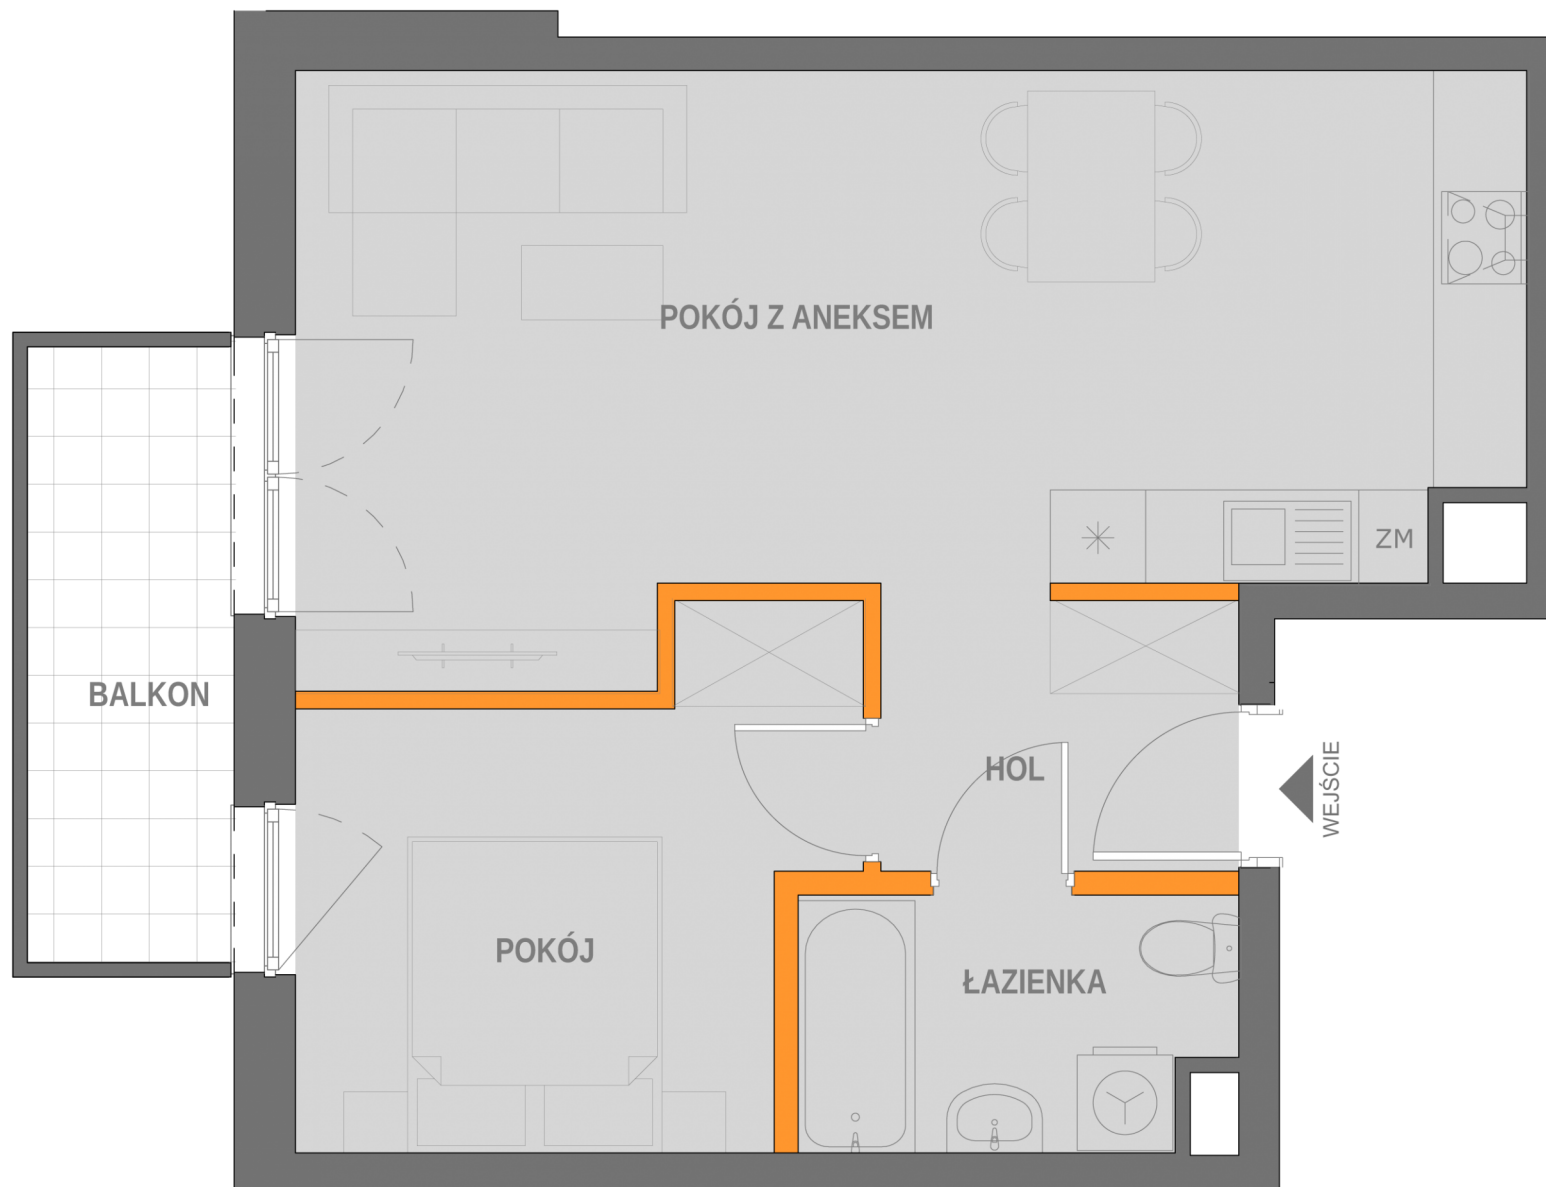 POKÓJ Z ANEKSEM
ZM
BALKON
HOL
WEJŚCIE
POKÓJ
ŁAZIENKA